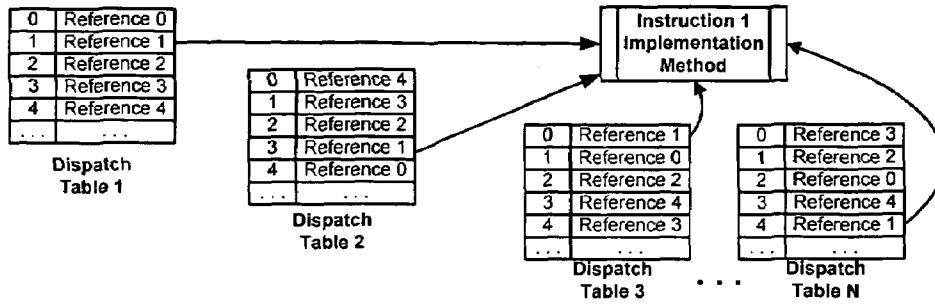 0 Reference 0
1 Reference 1
2 Reference 2
3 Reference 3
4 Reference 4
. . . . . .
Dispatch
Table 1
0 Reference 4
1 Reference 3
2 Reference 2
3 Reference 1
4 Reference 0
. . . . . .
Dispatch
Table 2
Instruction 1
Implementation
Method
0 Reference 1
1 Reference 0
2 Reference 2
3 Reference 4
4 Reference 3
. . . . . .
Dispatch
Table 3
. . .
0 Reference 3
1 Reference 2
2 Reference 0
3 Reference 4
4 Reference 1
. . . . . .
Dispatch
Table N